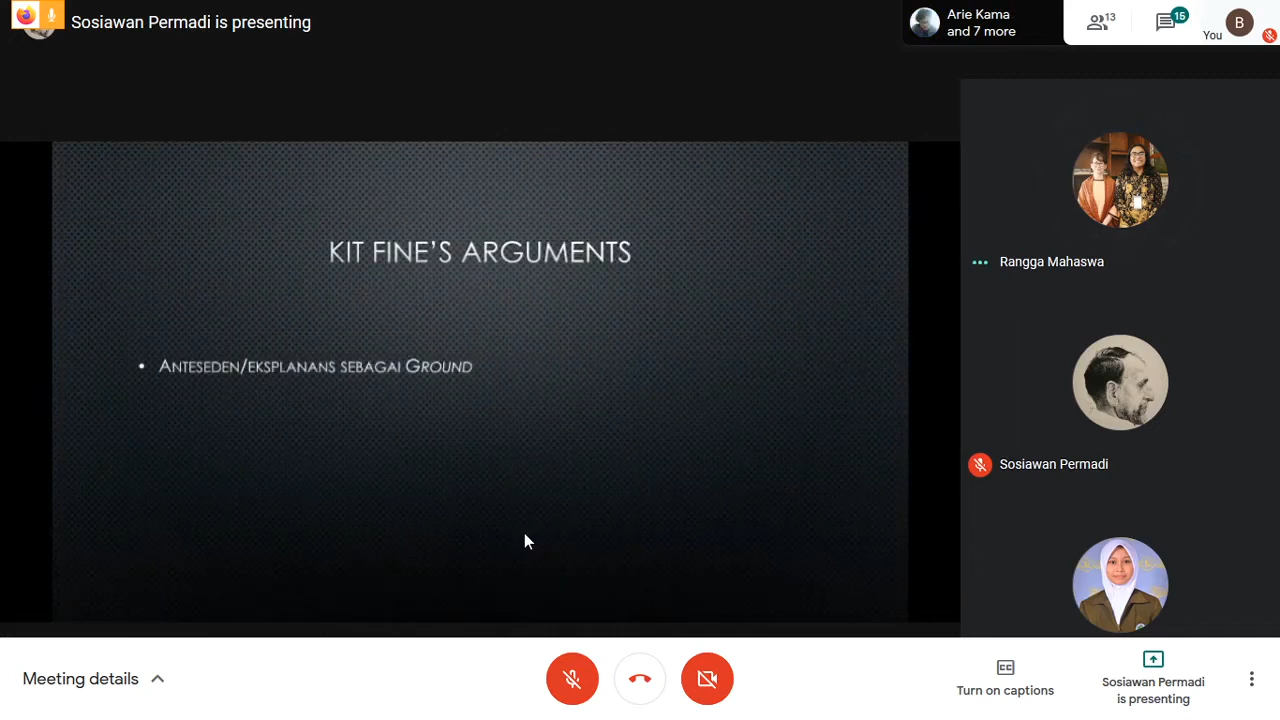 Sosiawan Permadi is presenting
Arie Kama
and 7 more
13
15
You
B
KIT FINE’S ARGUMENTS
• ANTESEDEN/EKSPLANANS SEBAGAI GROUND
Rangga Mahaswa
Sosiawan Permadi
Meeting details
Turn on captions
Sosiawan Permadi
is presenting